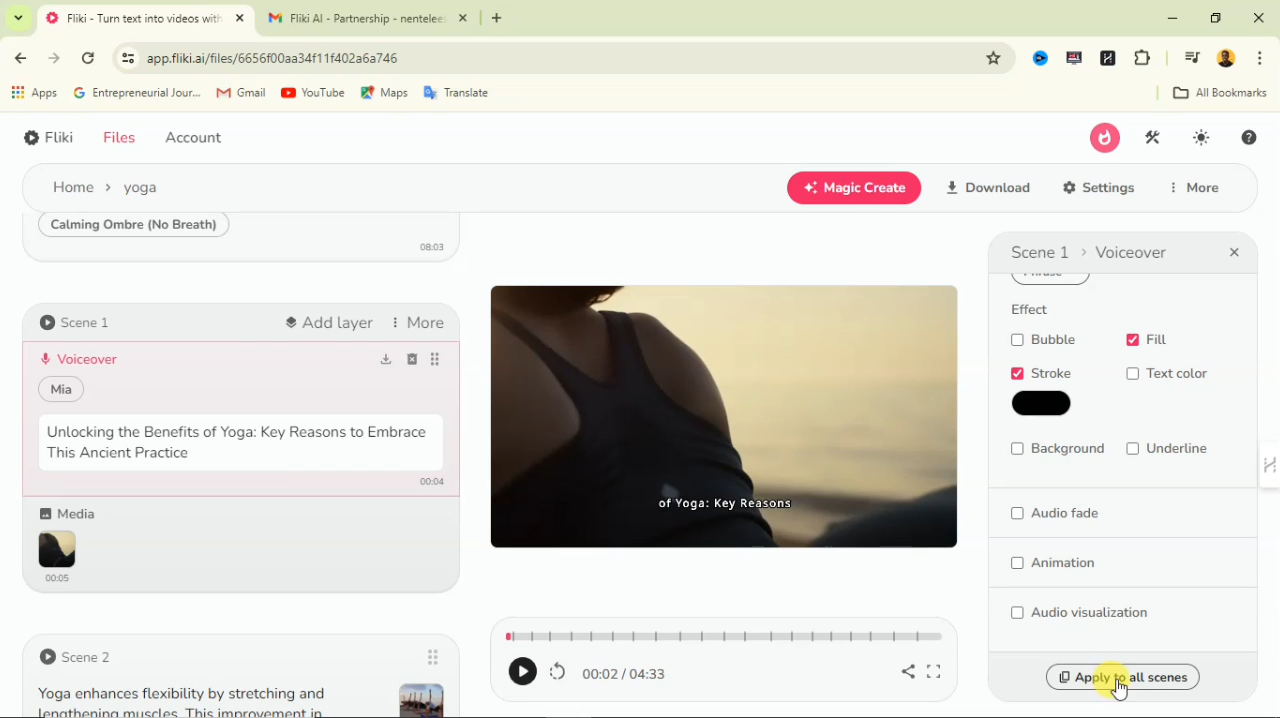 Fliki - Turn text into videos with
Fliki AI - Partnership - nentelee
app.fliki.ai/files/6656f00aa34f11f402a6a746
Apps
Entrepreneurial Jour...
Gmail
YouTube
Maps
Translate
All Bookmarks
Fliki
Files
Account
Home > yoga
Magic Create
Download
Settings
More
Calming Ombre (No Breath)
08:03
Scene 1
Add layer
More
Voiceover
Mia
Unlocking the Benefits of Yoga: Key Reasons to Embrace
This Ancient Practice
00:04
Media
00:05
Scene 2
Yoga enhances flexibility by stretching and
lengthening muscles. This improvement in
of Yoga: Key Reasons
00:02 / 04:33
Scene 1 > Voiceover
Phrase
Effect
Bubble
Fill
Stroke
Text color
Background
Underline
Audio fade
Animation
Audio visualization
Apply to all scenes